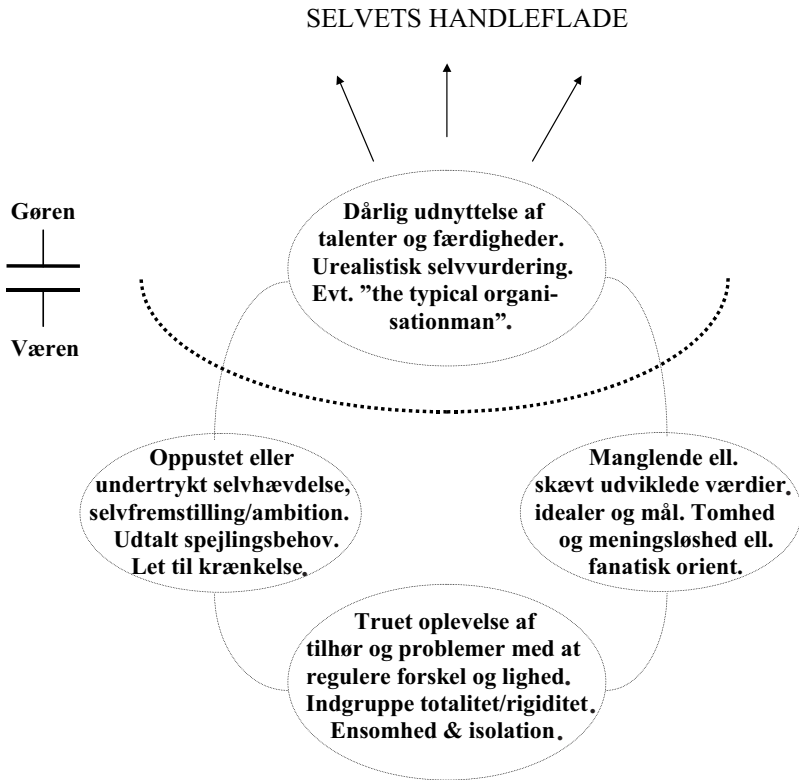 SELVETS HANDLEFLADE
Gøren
Væren
Dårlig udnyttelse af
talenter og færdigheder.
Urealistisk selvvurdering.
Evt. ”the typical organi-
sationman”.
Oppustet eller
undertrykt selvhævdelse,
selvfremstilling/ambition.
Udtalt spejlingsbehov.
Let til krænkelse.
Manglende ell.
skævt udviklede værdier.
idealer og mål. Tomhed
og meningsløshed ell.
fanatisk orient.
Truet oplevelse af
tilhør og problemer med at
regulere forskel og lighed.
Indgruppe totalitet/rigiditet.
Ensomhed & isolation.